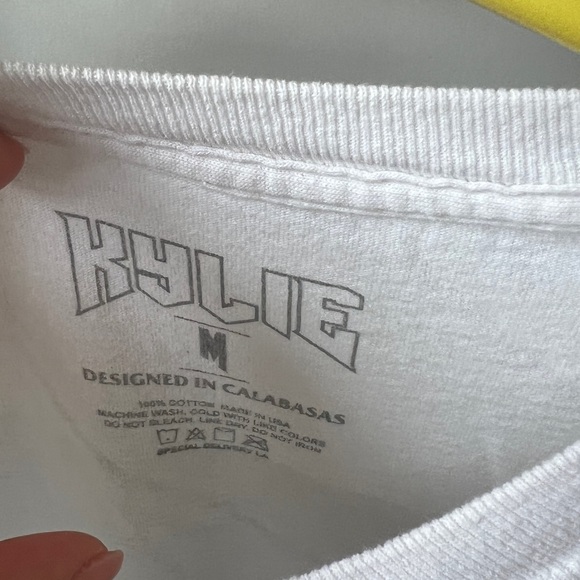 KYLIE
M
DESIGNED IN CALABASAS
100% COTTON MADE IN USA
MACHINE WASH, COLD WITH LIKE COLORS
DO NOT BLEACH, LINE DRY, DO NOT IRON
SPECIAL DELIVERY LA